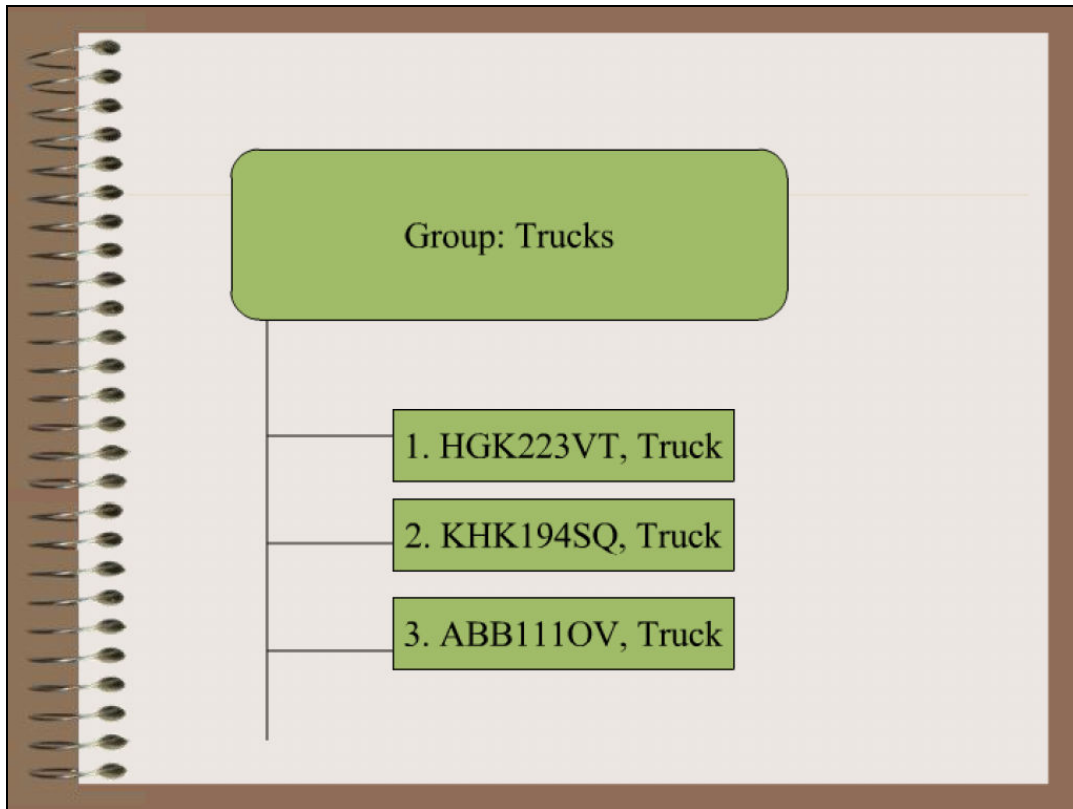 Group: Trucks
1. HGK223VT, Truck
2. KHK194SQ, Truck
3. ABB111OV, Truck